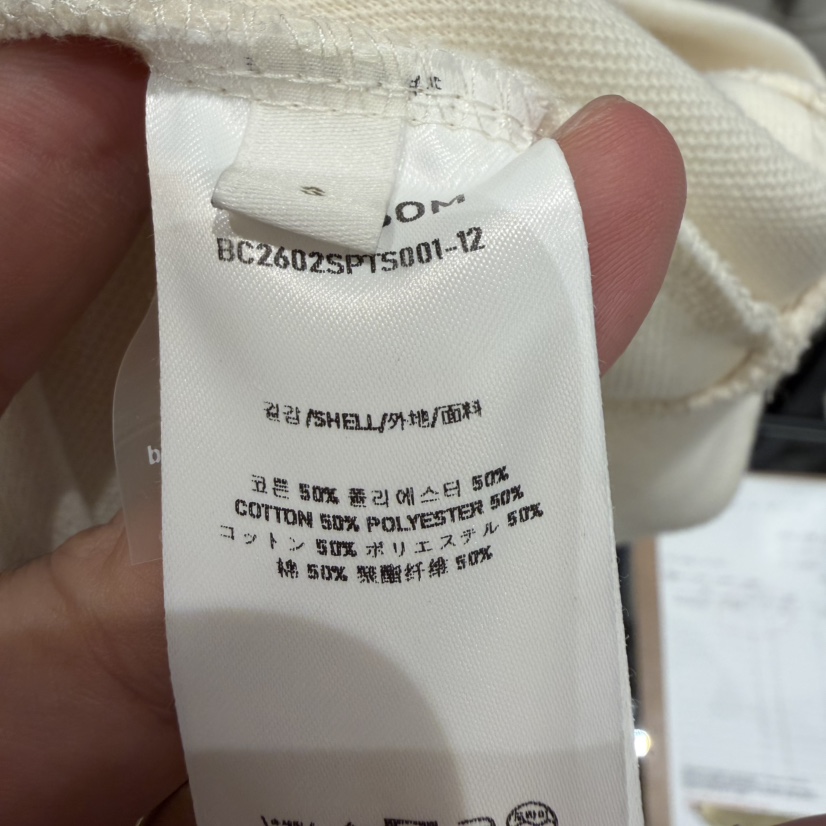 BC2602SPTS001-12
겉감/SHELL/外地/面料
코튼 50% 폴리에스터 50%
COTTON 50% POLYESTER 50%
コットン 50% ポリエステル 50%
棉 50% 聚酯纤维 50%